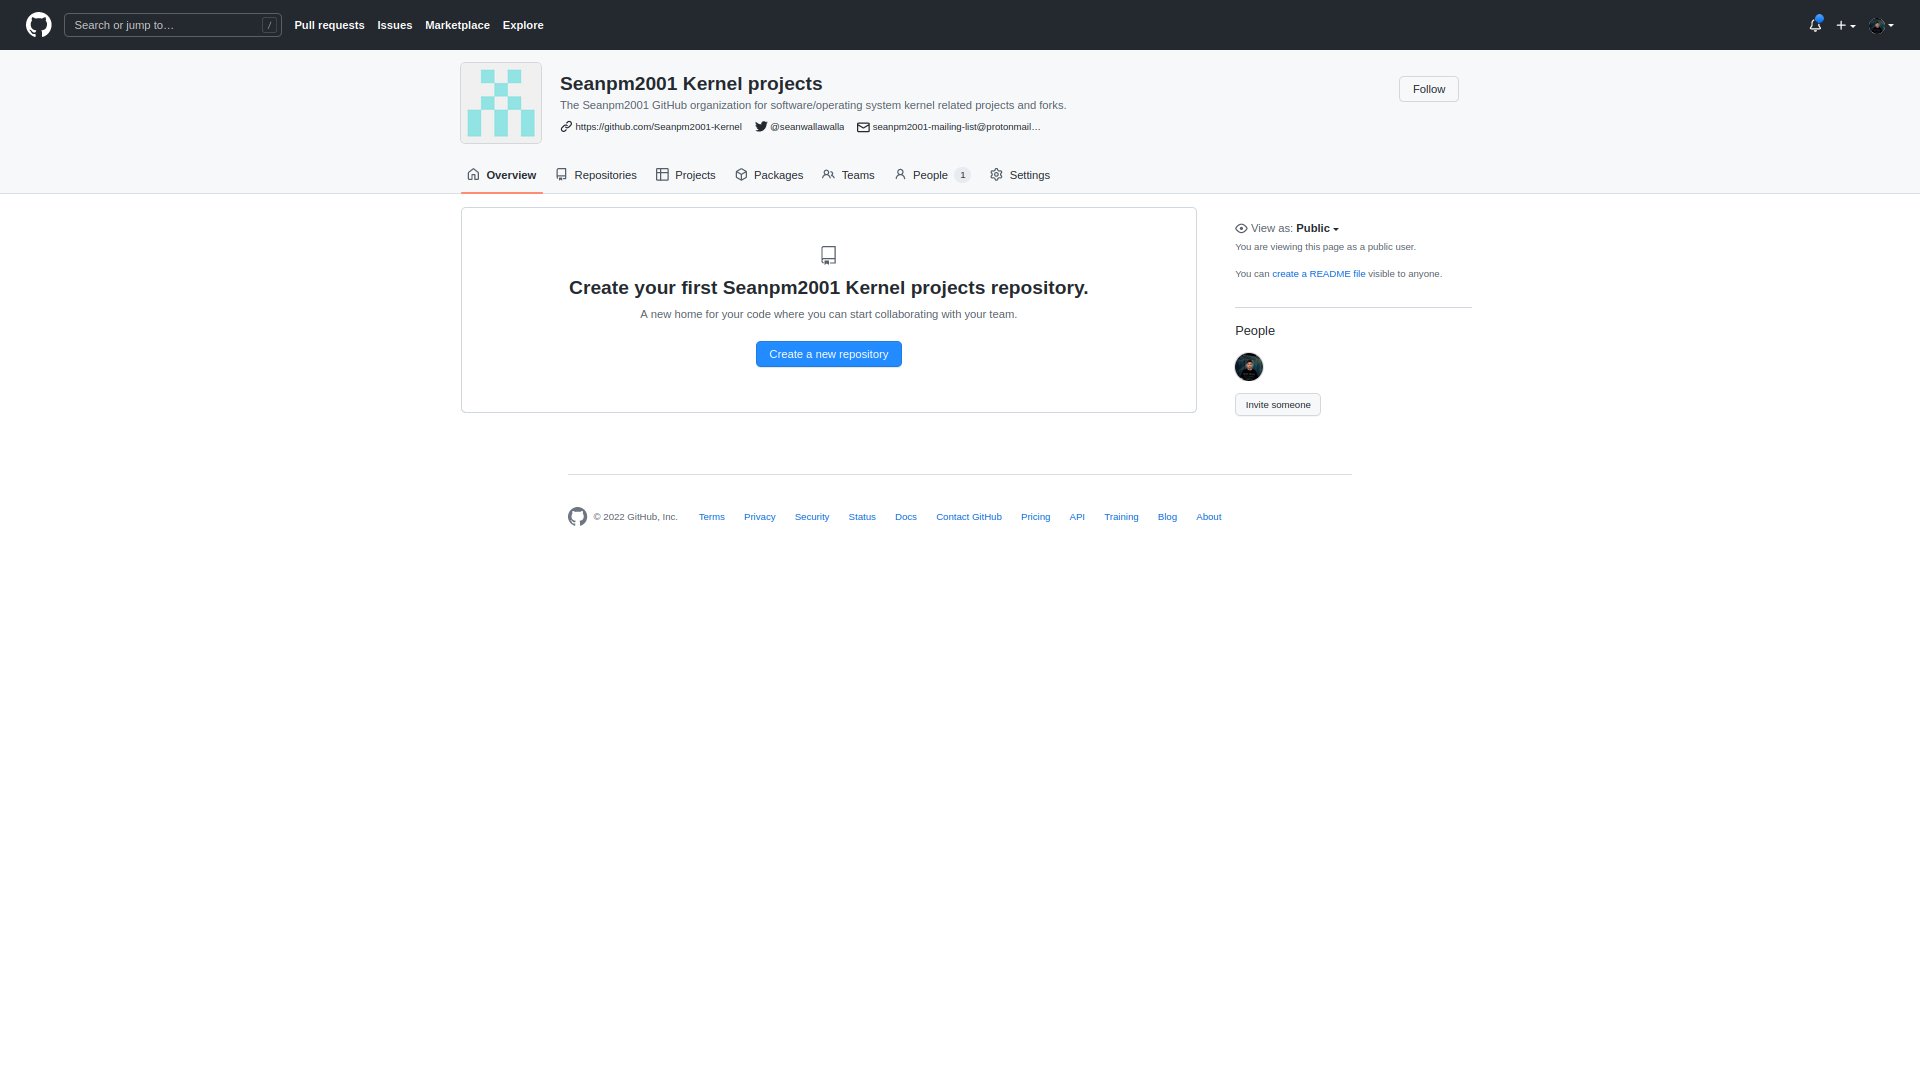 Search or jump to… /
Pull requests Issues Marketplace Explore
Seanpm2001 Kernel projects
The Seanpm2001 GitHub organization for software/operating system kernel related projects and forks.
https://github.com/Seanpm2001-Kernel @seanwallawalla seanpm2001-mailing-list@protonmail…
Follow
Overview Repositories Projects Packages Teams People 1 Settings
Create your first Seanpm2001 Kernel projects repository.
A new home for your code where you can start collaborating with your team.
Create a new repository
View as: Public
You are viewing this page as a public user.
You can create a README file visible to anyone.
People
Invite someone
© 2022 GitHub, Inc. Terms Privacy Security Status Docs Contact GitHub Pricing API Training Blog About